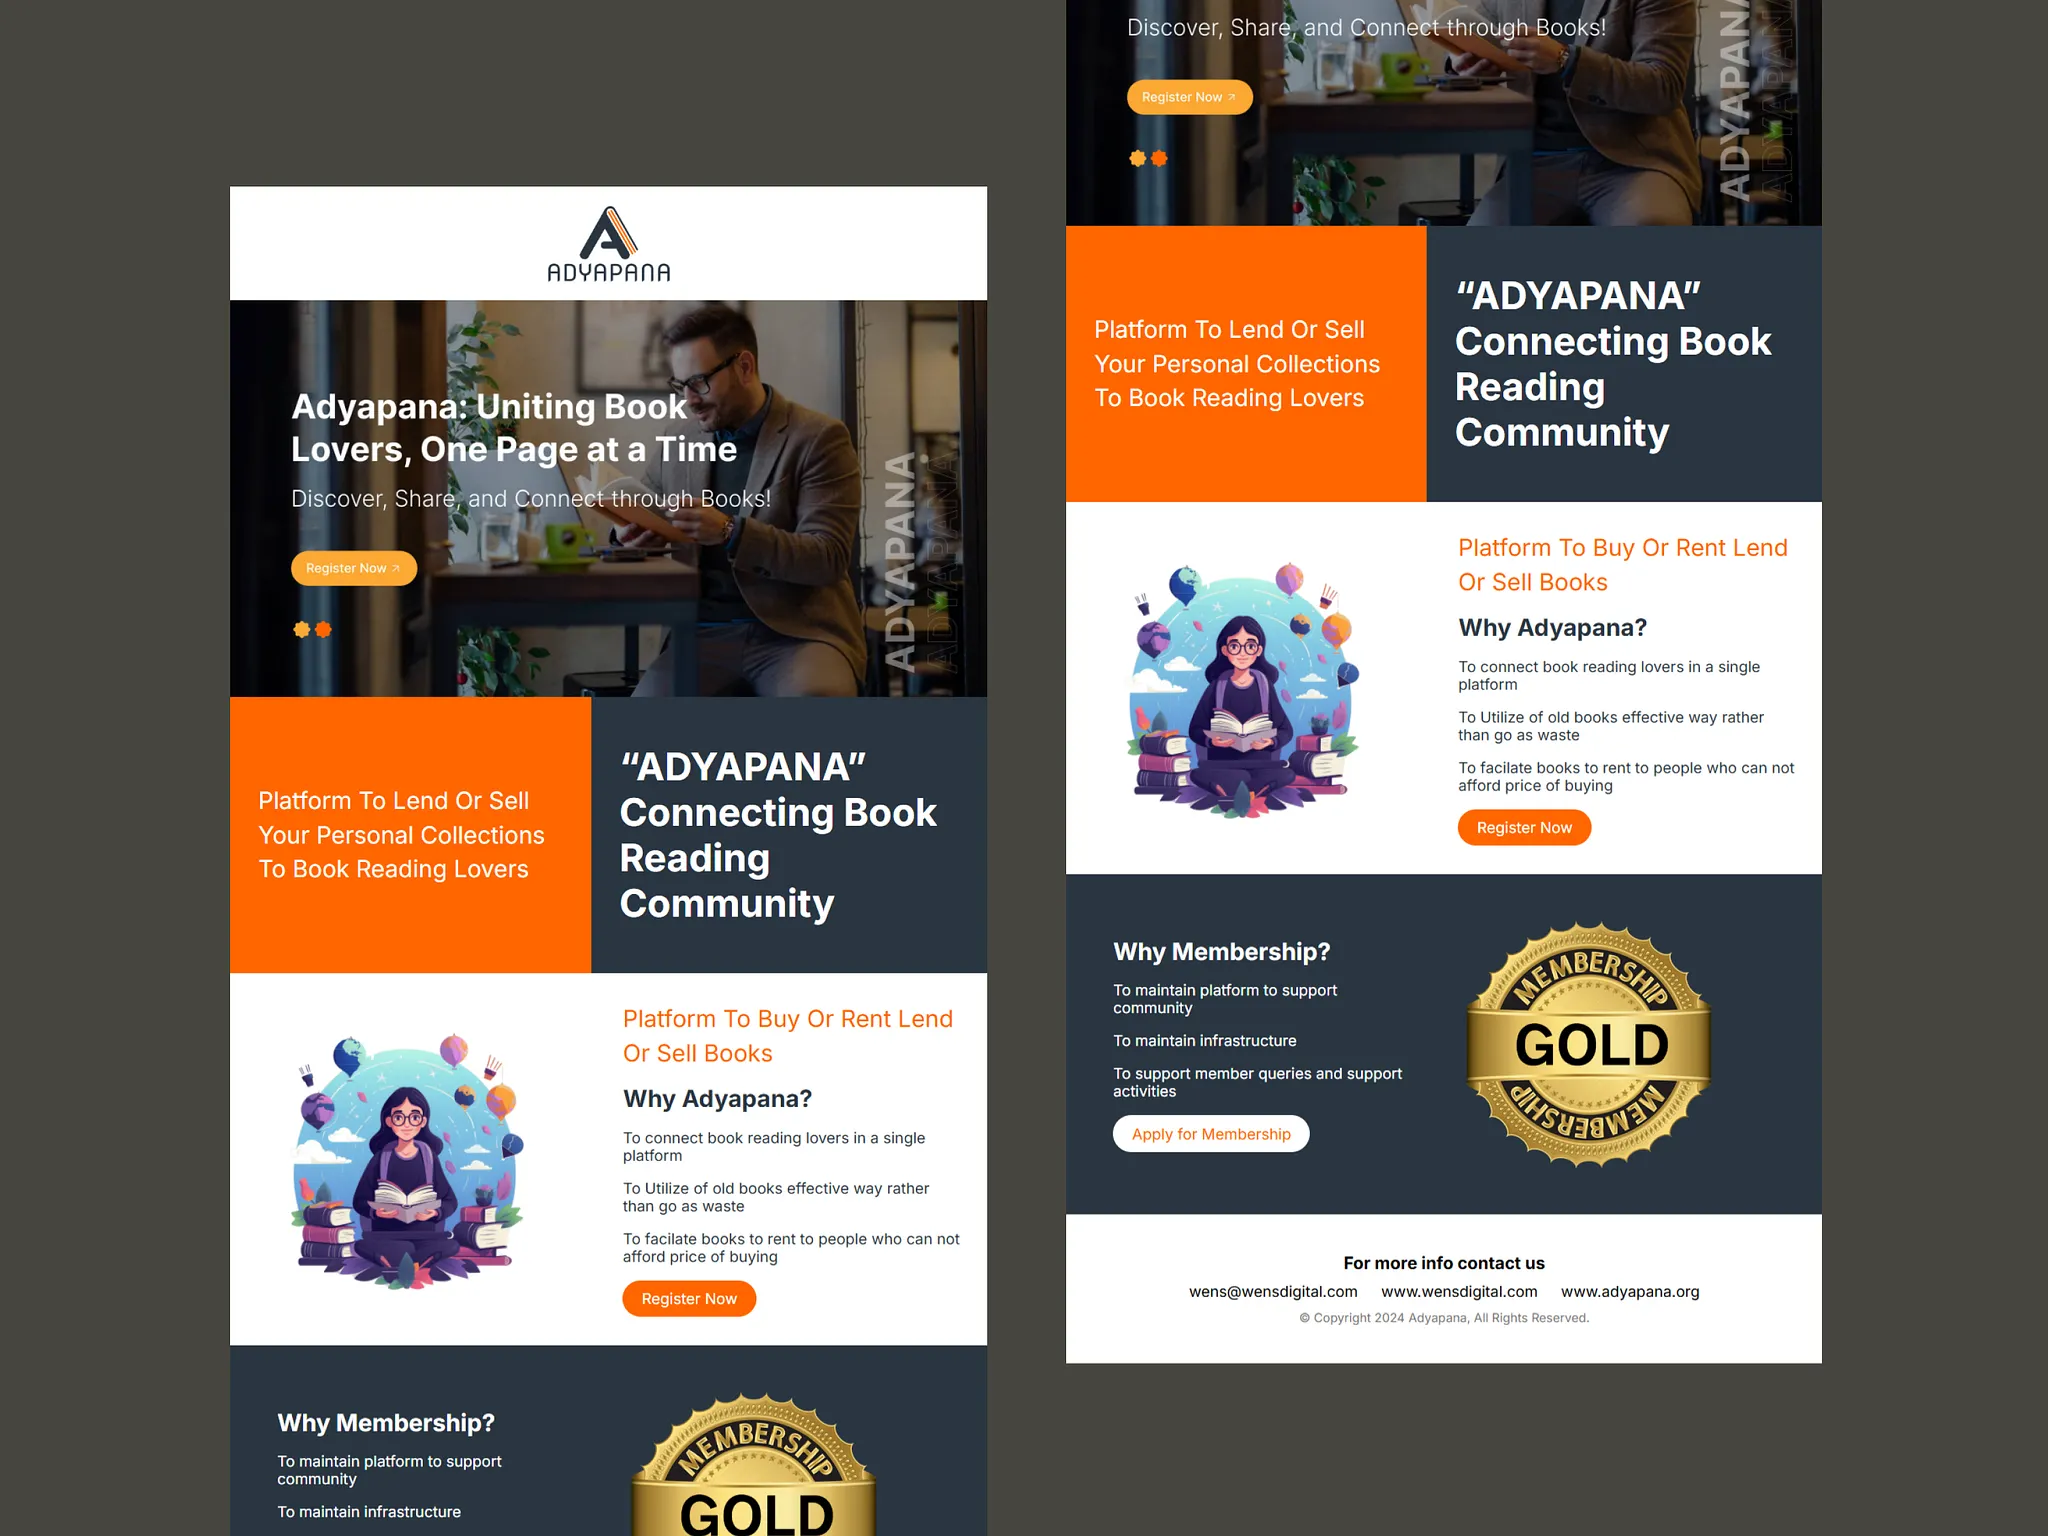 ADYAPANA
Adyapana: Uniting Book
Lovers, One Page at a Time
Discover, Share, and Connect through Books!
Register Now
ADYAPANA
ADYAPANA
Platform To Lend Or Sell
Your Personal Collections
To Book Reading Lovers
“ADYAPANA”
Connecting Book
Reading
Community
Platform To Buy Or Rent Lend
Or Sell Books
Why Adyapana?
To connect book reading lovers in a single
platform
To Utilize of old books effective way rather
than go as waste
To facilate books to rent to people who can not
afford price of buying
Register Now
Why Membership?
To maintain platform to support
community
To maintain infrastructure
MEMBERSHIP
GOLD
Discover, Share, and Connect through Books!
Register Now
ADYAPANA
ADYAPANA
Platform To Lend Or Sell
Your Personal Collections
To Book Reading Lovers
“ADYAPANA”
Connecting Book
Reading
Community
Platform To Buy Or Rent Lend
Or Sell Books
Why Adyapana?
To connect book reading lovers in a single
platform
To Utilize of old books effective way rather
than go as waste
To facilate books to rent to people who can not
afford price of buying
Register Now
Why Membership?
To maintain platform to support
community
To maintain infrastructure
To support member queries and support
activities
Apply for Membership
MEMBERSHIP
GOLD
MEMBERSHIP
For more info contact us
wens@wensdigital.com www.wensdigital.com www.adyapana.org
© Copyright 2024 Adyapana, All Rights Reserved.